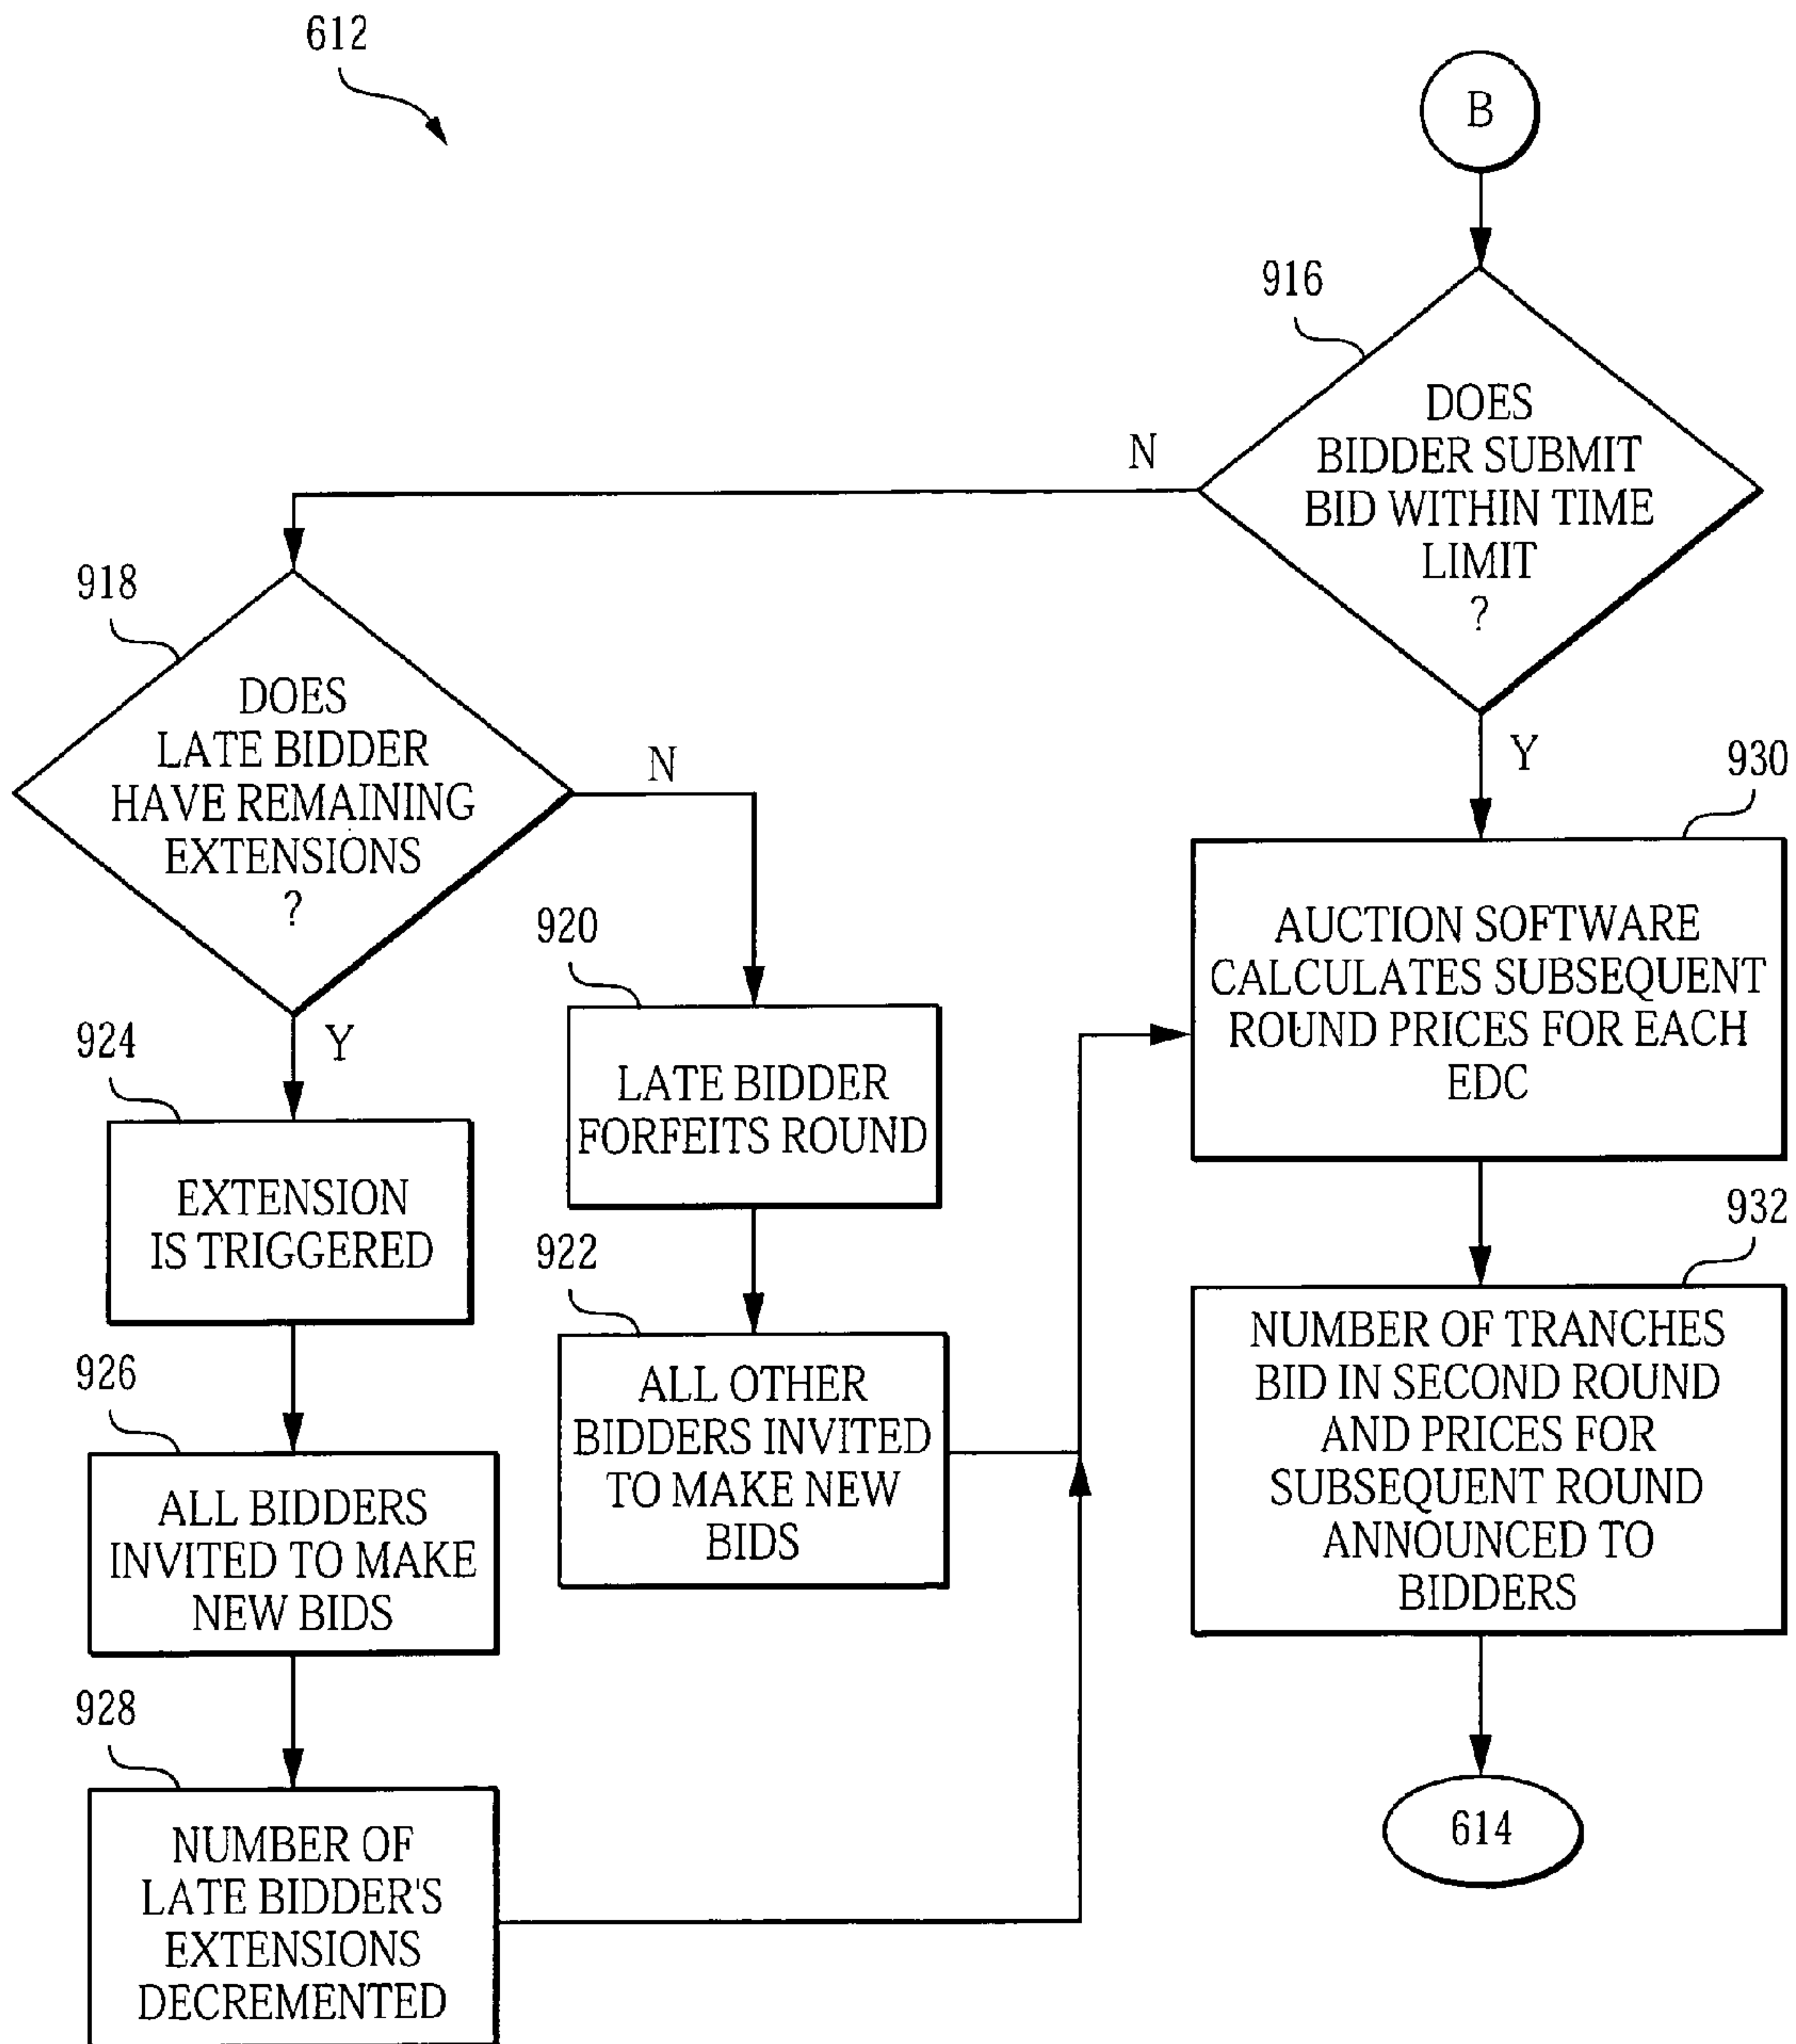 612
B
916
DOES
BIDDER SUBMIT
BID WITHIN TIME
LIMIT
?
N
Y
918
DOES
LATE BIDDER
HAVE REMAINING
EXTENSIONS
?
N
Y
920
LATE BIDDER
FORFEITS ROUND
922
ALL OTHER
BIDDERS INVITED
TO MAKE NEW
BIDS
924
EXTENSION
IS TRIGGERED
926
ALL BIDDERS
INVITED TO MAKE
NEW BIDS
928
NUMBER OF
LATE BIDDER'S
EXTENSIONS
DECREMENTED
930
AUCTION SOFTWARE
CALCULATES SUBSEQUENT
ROUND PRICES FOR EACH
EDC
932
NUMBER OF TRANCHES
BID IN SECOND ROUND
AND PRICES FOR
SUBSEQUENT ROUND
ANNOUNCED TO
BIDDERS
614